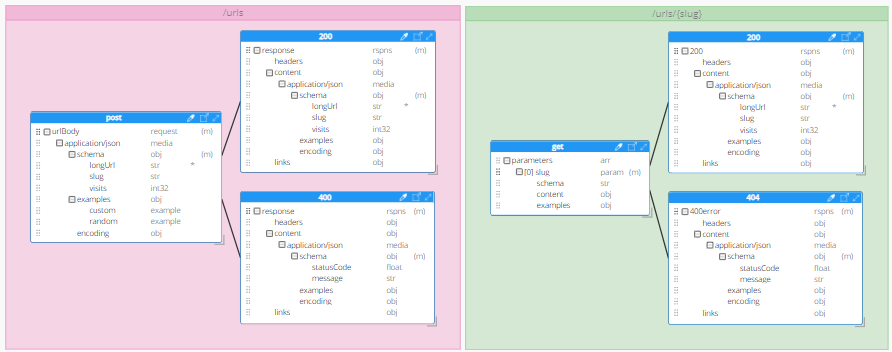 /urls
post
urlBody request (m)
application/json media
schema obj (m)
longUrl str *
slug str
visits int32
examples obj
custom example
random example
encoding obj
200
response rspns (m)
headers obj
content obj
application/json media
schema obj (m)
longUrl str *
slug str
visits int32
examples obj
encoding obj
links obj
400
response rspns (m)
headers obj
content obj
application/json media
schema obj (m)
statusCode float
message str
examples obj
encoding obj
links obj
/urls/{slug}
get
parameters arr
[0] slug param (m)
schema str
content obj
examples obj
200
200 rspns (m)
headers obj
content obj
application/json media
schema obj (m)
longUrl str *
slug str
visits int32
examples obj
encoding obj
links obj
404
400error rspns (m)
headers obj
content obj
application/json media
schema obj (m)
statusCode float
message str
examples obj
encoding obj
links obj